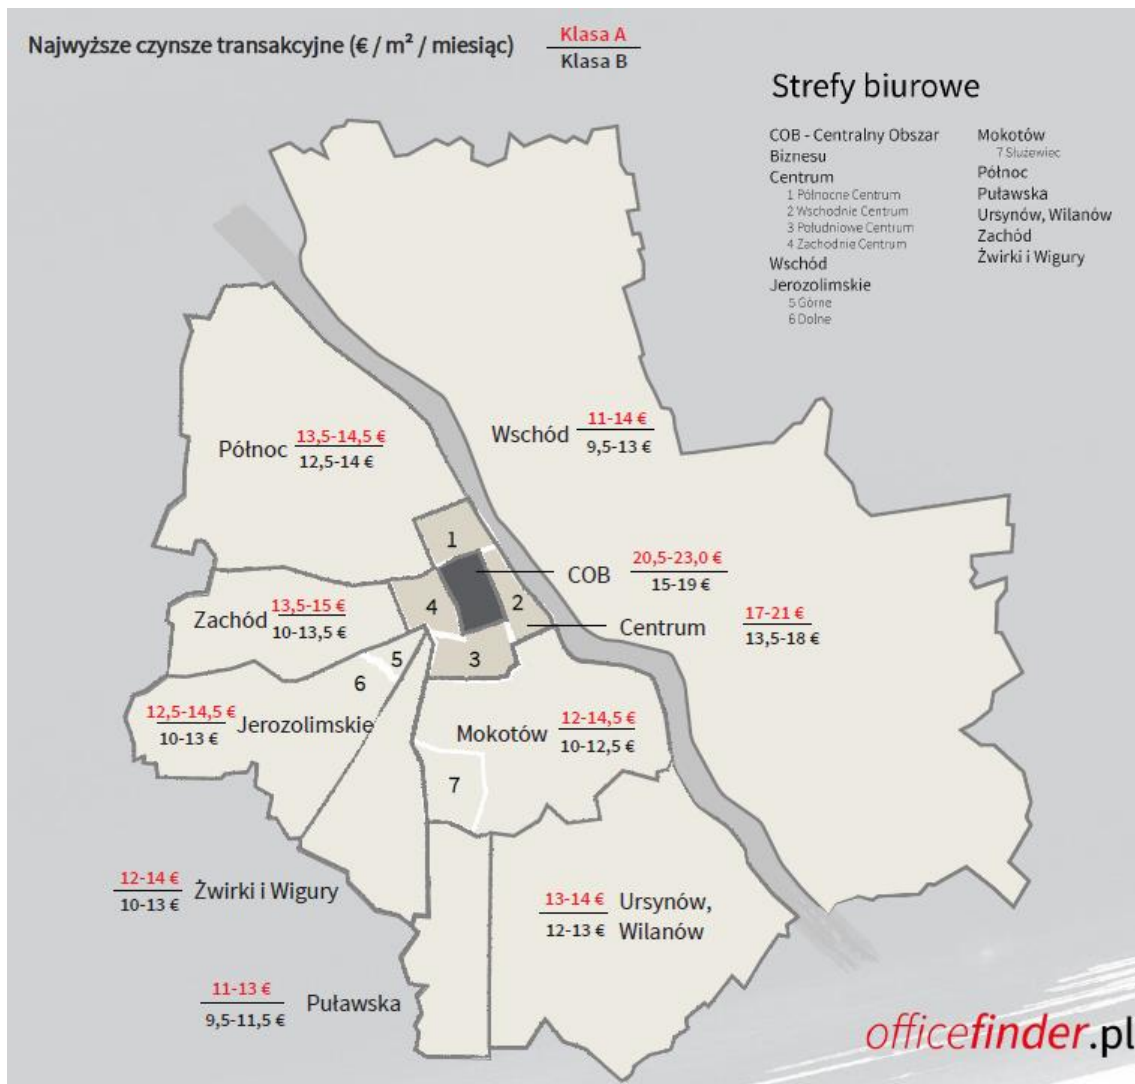 Najwyższe czynsze transakcyjne (€ / m² / miesiąc)
Klasa A
Klasa B
Strefy biurowe
COB - Centralny Obszar
Biznesu
Centrum
1 Północne Centrum
2 Wschodnie Centrum
3 Południowe Centrum
4 Zachodnie Centrum
Wschód
Jerozolimskie
5 Górne
6 Dolne
Mokotów
7 Służewiec
Północ
Puławska
Ursynów, Wilanów
Zachód
Żwirki i Wigury
Wschód
11-14 €
9,5-13 €
Północ
13,5-14,5 €
12,5-14 €
1
COB
20,5-23,0 €
15-19 €
4
2
Zachód
13,5-15 €
10-13,5 €
Centrum
17-21 €
13,5-18 €
3
5
6
12,5-14,5 €
10-13 €
Jerozolimskie
Mokotów
12-14,5 €
10-12,5 €
7
12-14 €
10-13 €
Żwirki i Wigury
13-14 €
12-13 €
Ursynów,
Wilanów
11-13 €
9,5-11,5 €
Puławska
officefinder.pl